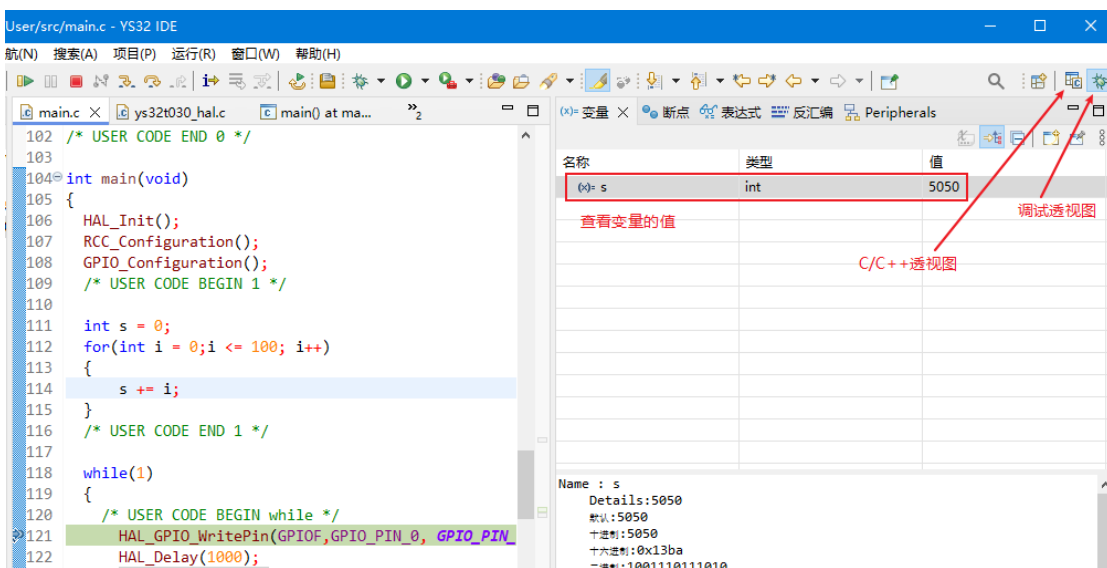 User/src/main.c - YS32 IDE
航(N) 搜索(A) 项目(P) 运行(R) 窗口(W) 帮助(H)
main.c ys32t030_hal.c main() at ma... 2
102 /* USER CODE END 0 */
103
104 int main(void)
105 {
106 HAL_Init();
107 RCC_Configuration();
108 GPIO_Configuration();
109 /* USER CODE BEGIN 1 */
110
111 int s = 0;
112 for(int i = 0;i <= 100; i++)
113 {
114 s += i;
115 }
116 /* USER CODE END 1 */
117
118 while(1)
119 {
120 /* USER CODE BEGIN while */
121 HAL_GPIO_WritePin(GPIOF,GPIO_PIN_0, GPIO_PIN_
122 HAL_Delay(1000);
(x)= 变量 断点 表达式 反汇编 Peripherals
名称 类型 值
(x)= s int 5050
查看变量的值
调试透视图
C/C++透视图
Name : s
Details:5050
默认:5050
十进制:5050
十六进制:0x13ba
二进制:1001110111010